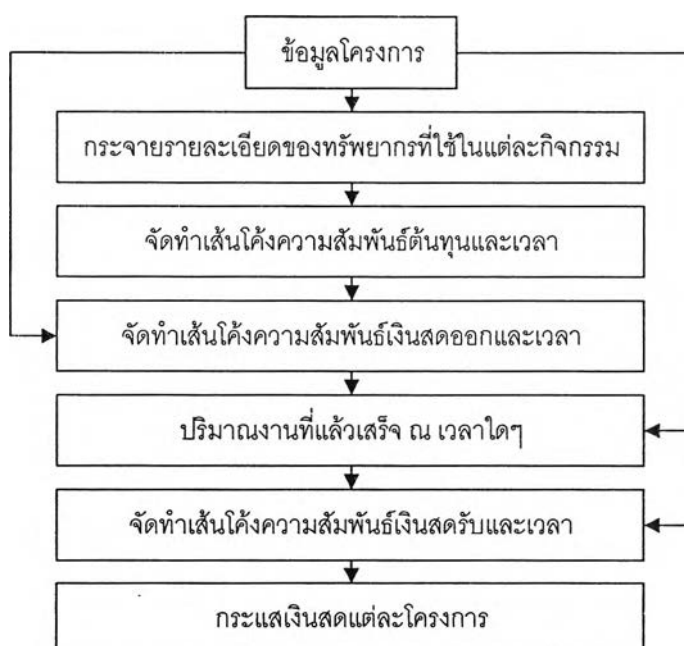 ข้อมูลโครงการ
กระจายรายละเอียดของทรัพยากรที่ใช้ในแต่ละกิจกรรม
จัดทำเส้นโค้งความสัมพันธ์ต้นทุนและเวลา
จัดทำเส้นโค้งความสัมพันธ์เงินสดออกและเวลา
ปริมาณงานที่แล้วเสร็จ ณ เวลาใดๆ
จัดทำเส้นโค้งความสัมพันธ์เงินสดรับและเวลา
กระแสเงินสดแต่ละโครงการ